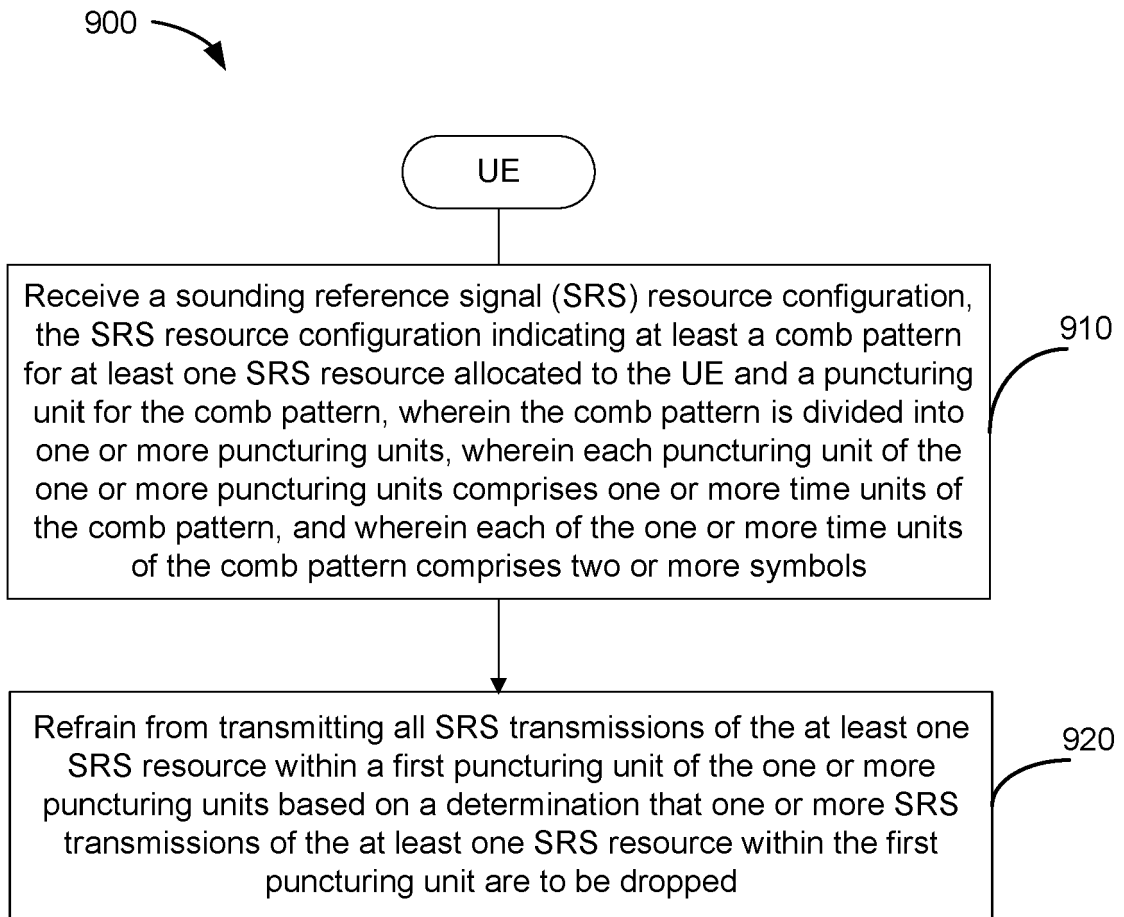 900
UE
Receive a sounding reference signal (SRS) resource configuration,
the SRS resource configuration indicating at least a comb pattern
for at least one SRS resource allocated to the UE and a puncturing
unit for the comb pattern, wherein the comb pattern is divided into
one or more puncturing units, wherein each puncturing unit of the
one or more puncturing units comprises one or more time units of
the comb pattern, and wherein each of the one or more time units
of the comb pattern comprises two or more symbols
910
Refrain from transmitting all SRS transmissions of the at least one
SRS resource within a first puncturing unit of the one or more
puncturing units based on a determination that one or more SRS
transmissions of the at least one SRS resource within the first
puncturing unit are to be dropped
920